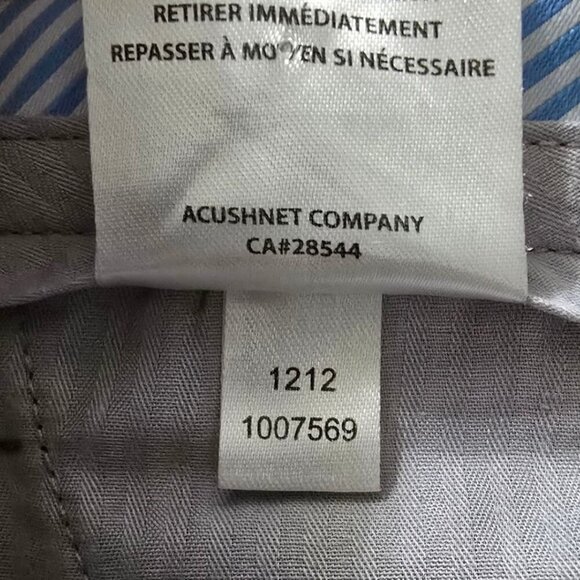 RETIRER IMMÉDIATEMENT
REPASSER À MOYEN SI NÉCESSAIRE
ACUSHNET COMPANY
CA#28544
1212
1007569